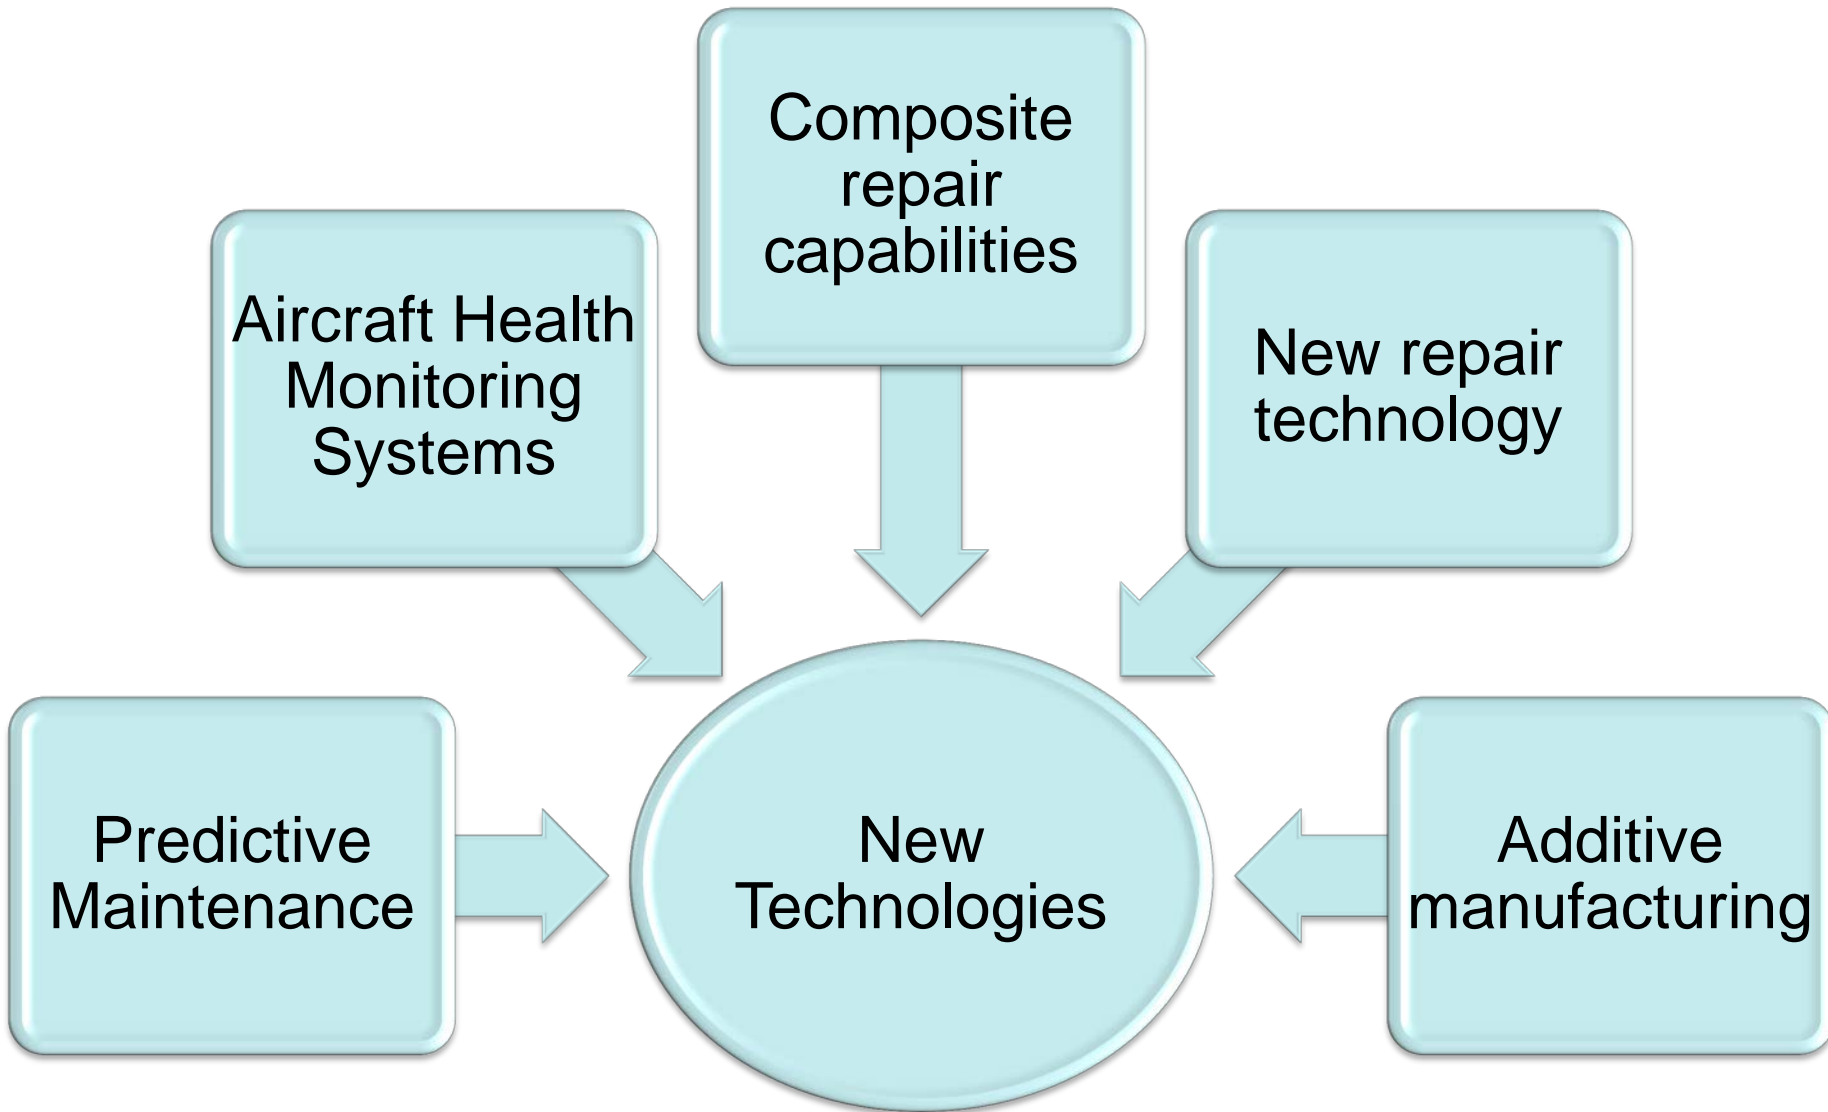 Composite
repair
capabilities
Aircraft Health
Monitoring
Systems
New repair
technology
Predictive
Maintenance
New
Technologies
Additive
manufacturing